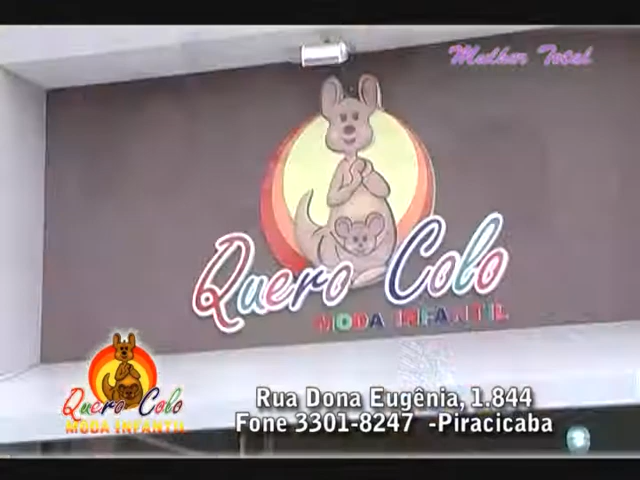 Mulher Total
Quero Colo
MODA INFANTIL
Quero Colo
MODA INFANTIL
Rua Dona Eugênia, 1.844
Fone 3301-8247 -Piracicaba